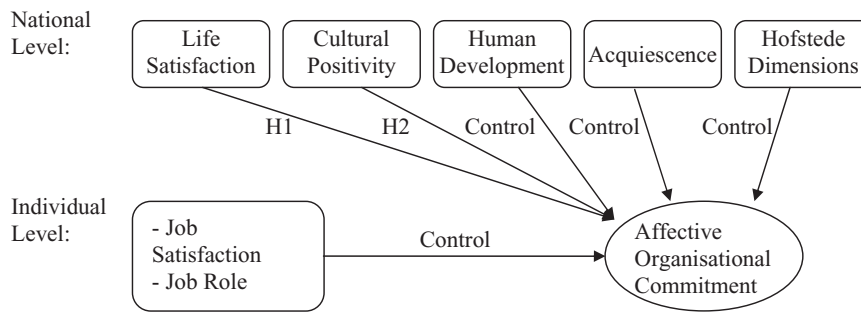 National
Level:
Life
Satisfaction
Cultural
Positivity
Human
Development
Acquiescence
Hofstede
Dimensions
H1
H2
Control
Control
Control
Individual
Level:
- Job
Satisfaction
- Job Role
Control
Affective
Organisational
Commitment